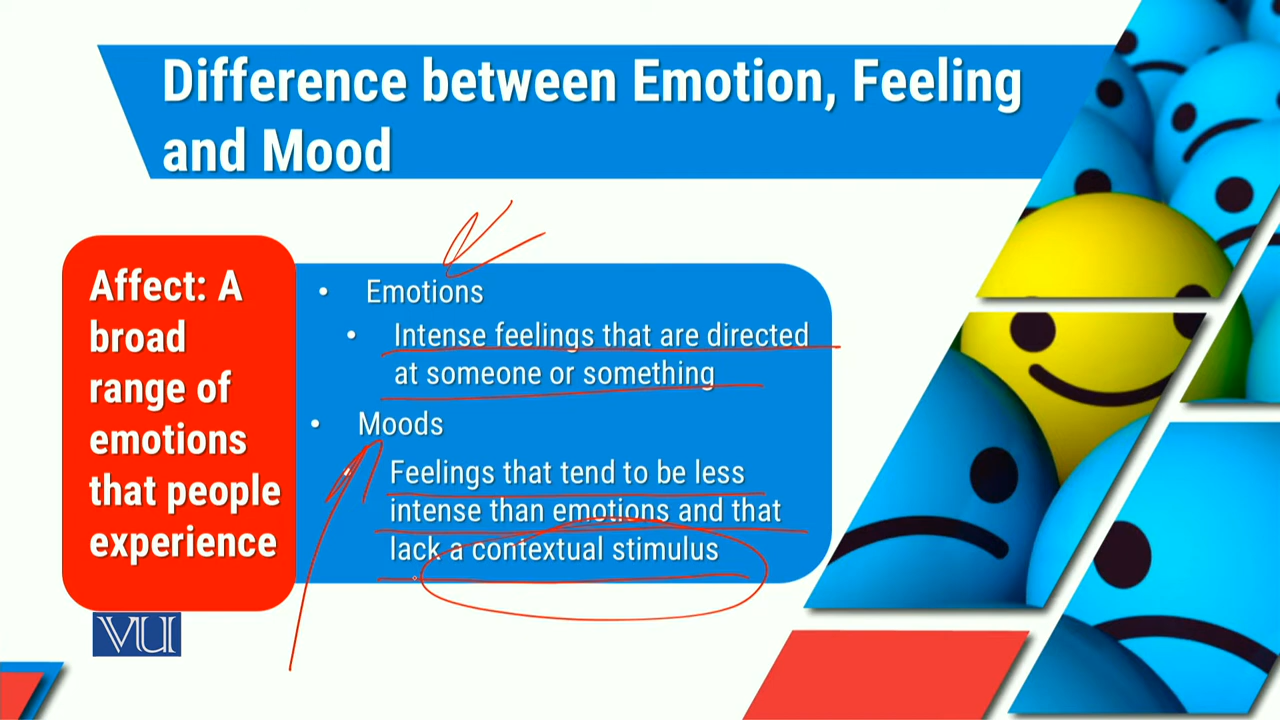 Difference between Emotion, Feeling
and Mood
Affect: A
broad
range of
emotions
that people
experience
• Emotions
• Intense feelings that are directed
at someone or something
• Moods
• Feelings that tend to be less
intense than emotions and that
lack a contextual stimulus
VU